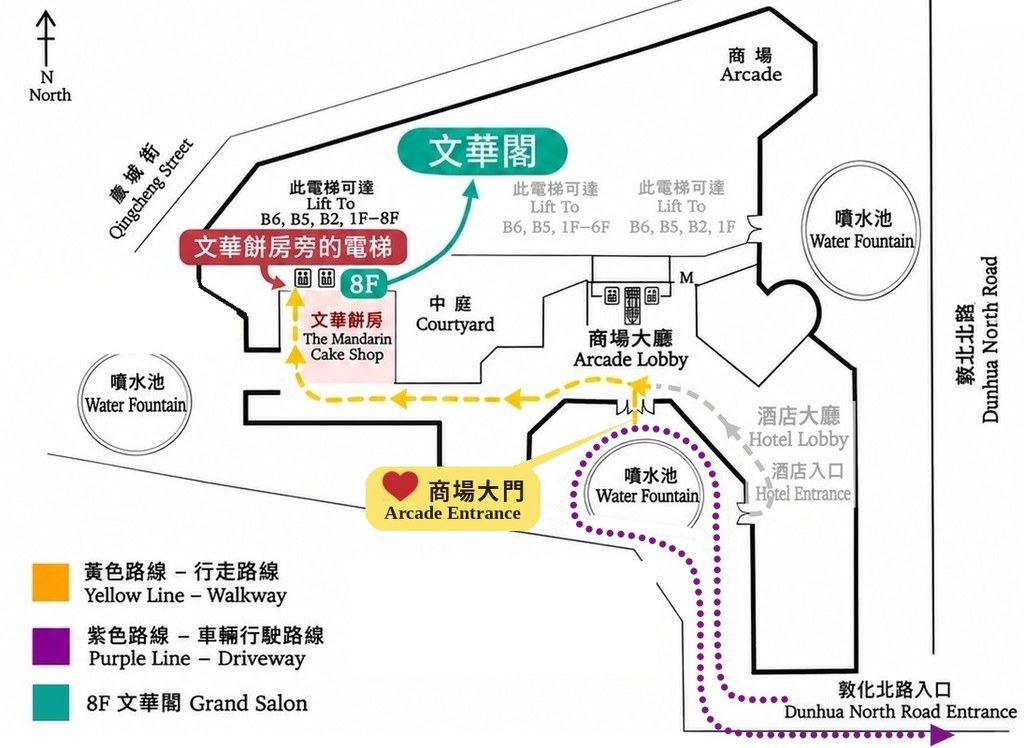 N
North
慶城街
Qingcheng Street
商場
Arcade
文華閣
此電梯可達
Lift To
B6, B5, B2, 1F–8F
此電梯可達
Lift To
B6, B5, 1F–6F
此電梯可達
Lift To
B6, B5, B2, 1F
噴水池
Water Fountain
文華餅房旁的電梯
8F
M.
文華餅房
The Mandarin
Cake Shop
中庭
Courtyard
商場大廳
Arcade Lobby
敦北北路
Dunhua North Road
噴水池
Water Fountain
酒店大廳
Hotel Lobby
酒店入口
Hotel Entrance
噴水池
Water Fountain
商場大門
Arcade Entrance
黃色路線 – 行走路線
Yellow Line – Walkway
紫色路線 – 車輛行駛路線
Purple Line – Driveway
8F 文華閣 Grand Salon
敦化北路入口
Dunhua North Road Entrance